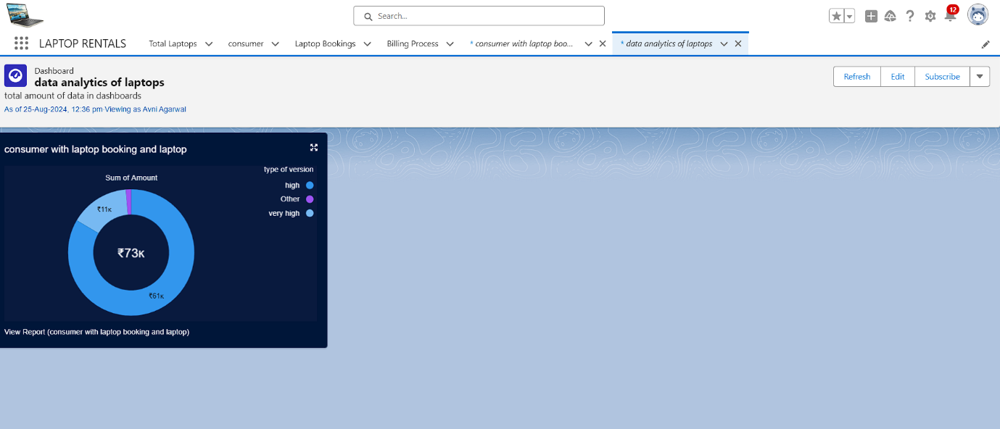 Search...
12
LAPTOP RENTALS Total Laptops consumer Laptop Bookings Billing Process * consumer with laptop boo... * data analytics of laptops
Dashboard
data analytics of laptops
total amount of data in dashboards
As of 25-Aug-2024, 12:36 pm·Viewing as Avni Agarwal
Refresh Edit Subscribe
consumer with laptop booking and laptop
type of version
Sum of Amount
high
Other
very high
₹11K
₹73K
₹61K
View Report (consumer with laptop booking and laptop)